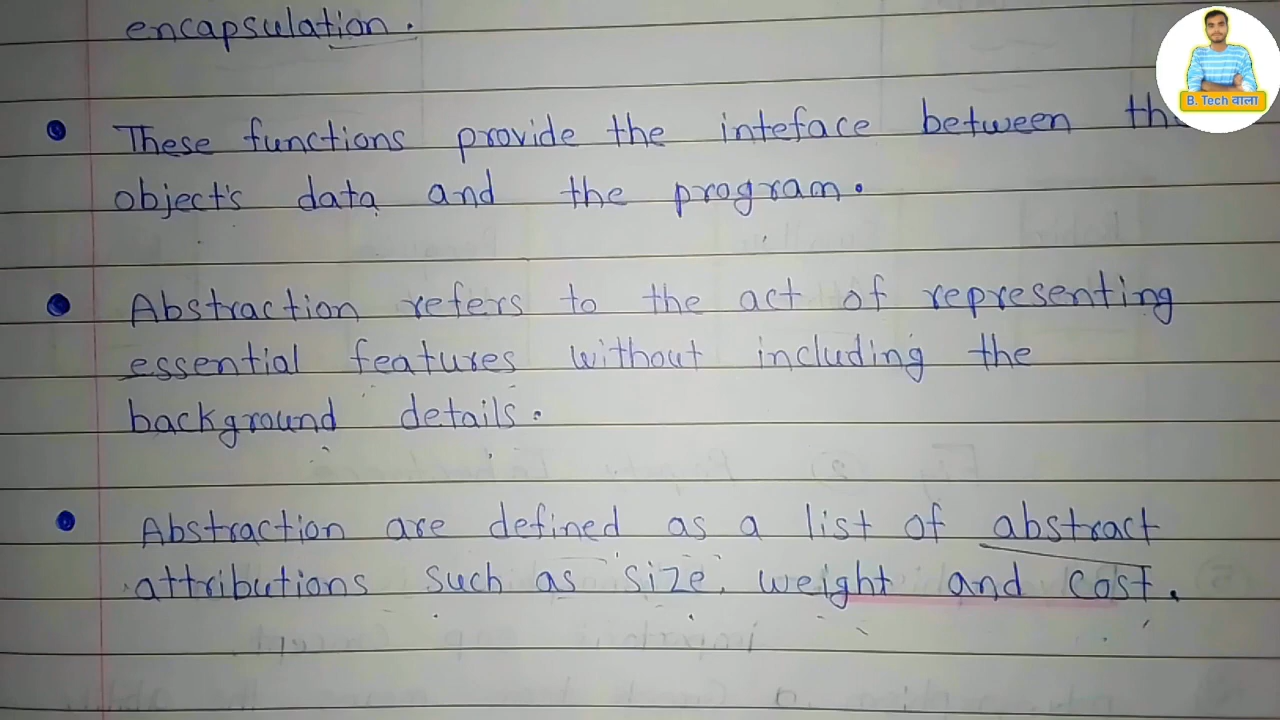 encapsulation.
These functions provide the inteface between the
object's data and the program.
Abstraction refers to the act of representing
essential features without including the
background details.
Abstraction are defined as a list of abstract
attributions such as size, weight and cost.
B. Tech वाला